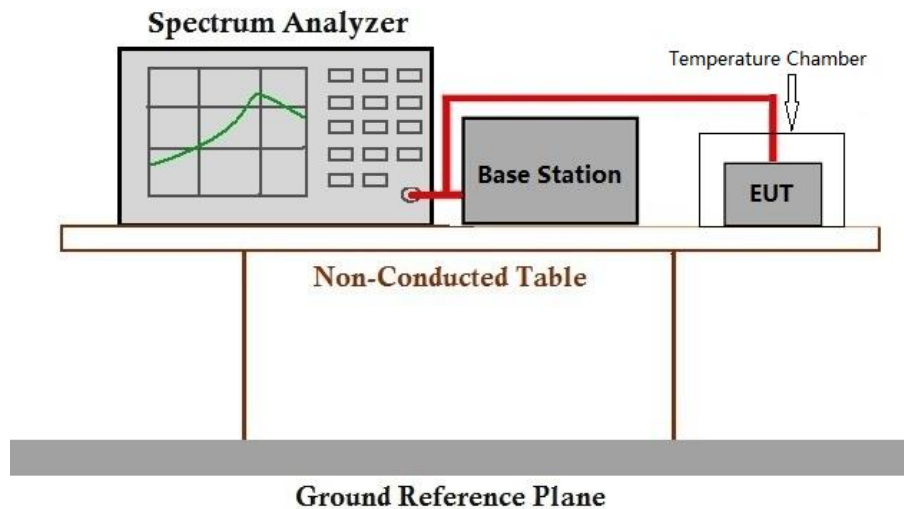 Spectrum Analyzer
Temperature Chamber
Base Station
EUT
Non-Conducted Table
Ground Reference Plane